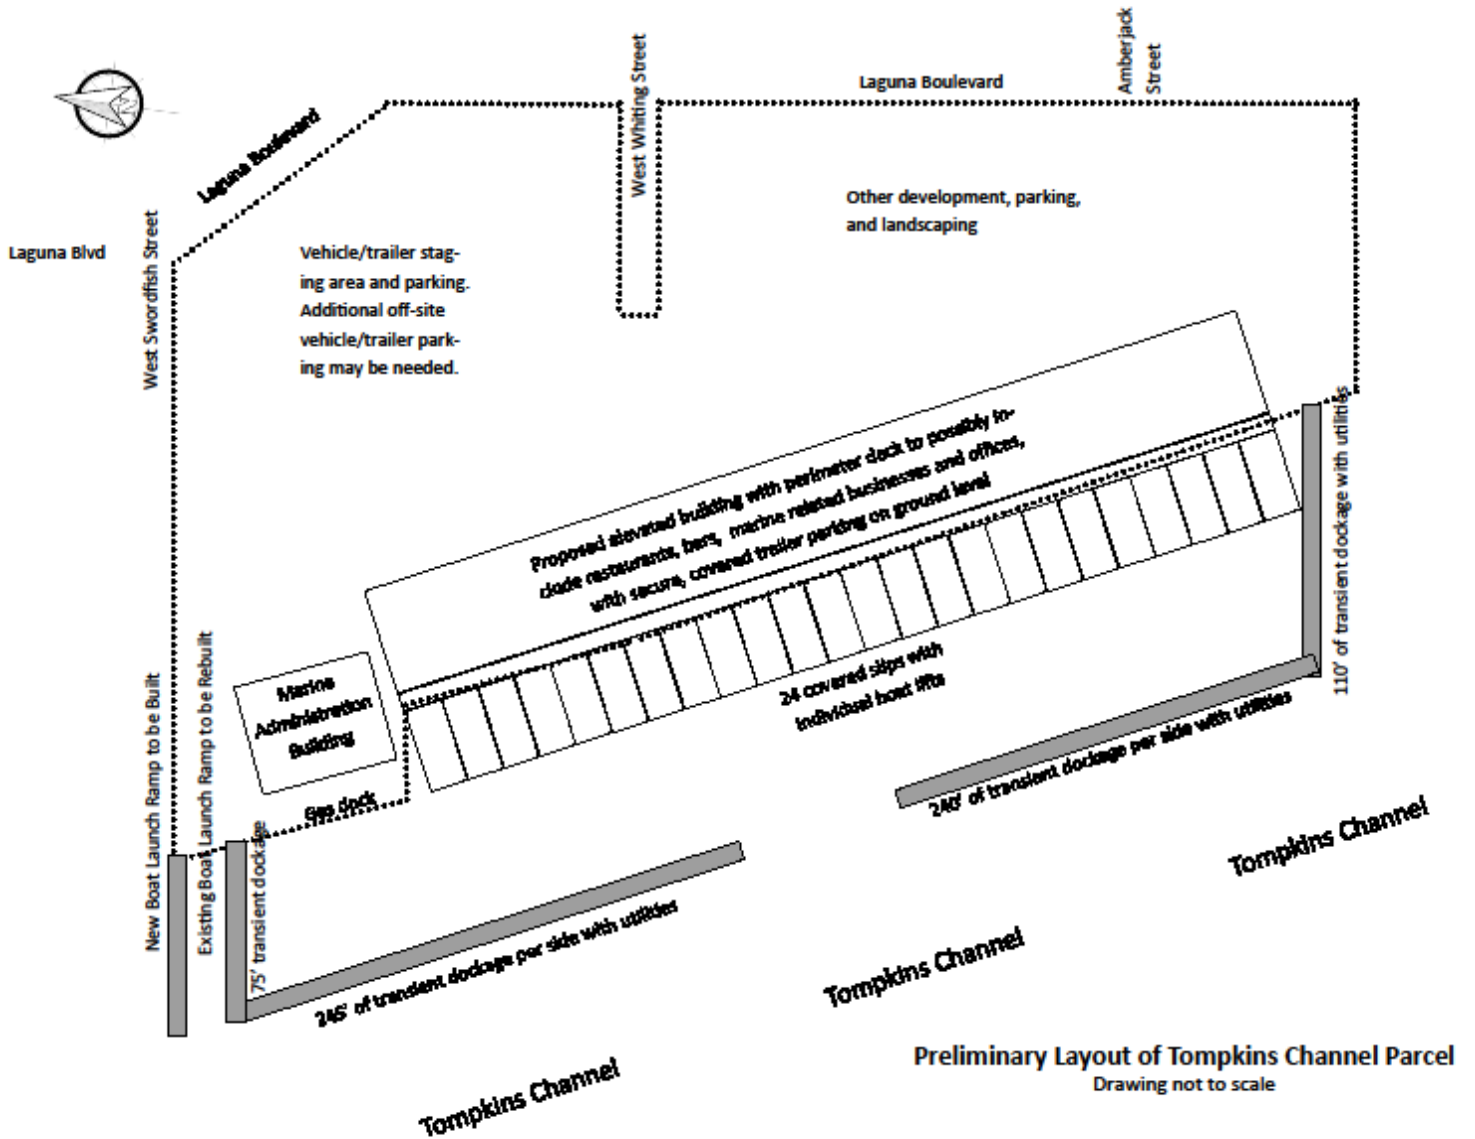 Amberjack
Street
Laguna Boulevard
West Whiting Street
Laguna Boulevard
Laguna Blvd
West Swordfish Street
Other development, parking,
and landscaping
Vehicle/trailer stag-
ing area and parking.
Additional off-site
vehicle/trailer park-
ing may be needed.
Proposed elevated building with perimeter deck to possibly in-
clude restaurants, bars, marine related businesses and offices,
with secure, covered trailer parking on ground level
110' of transient dockage with utilities
24 covered slips with
individual boat lifts
Marine
Administration
Building
Gas dock
New Boat Launch Ramp to be Built
Existing Boat Launch Ramp to be Rebuilt
75' transient dockage
240' of transient dockage per side with utilities
245' of transient dockage per side with utilities
Tompkins Channel
Tompkins Channel
Tompkins Channel
Preliminary Layout of Tompkins Channel Parcel
Drawing not to scale